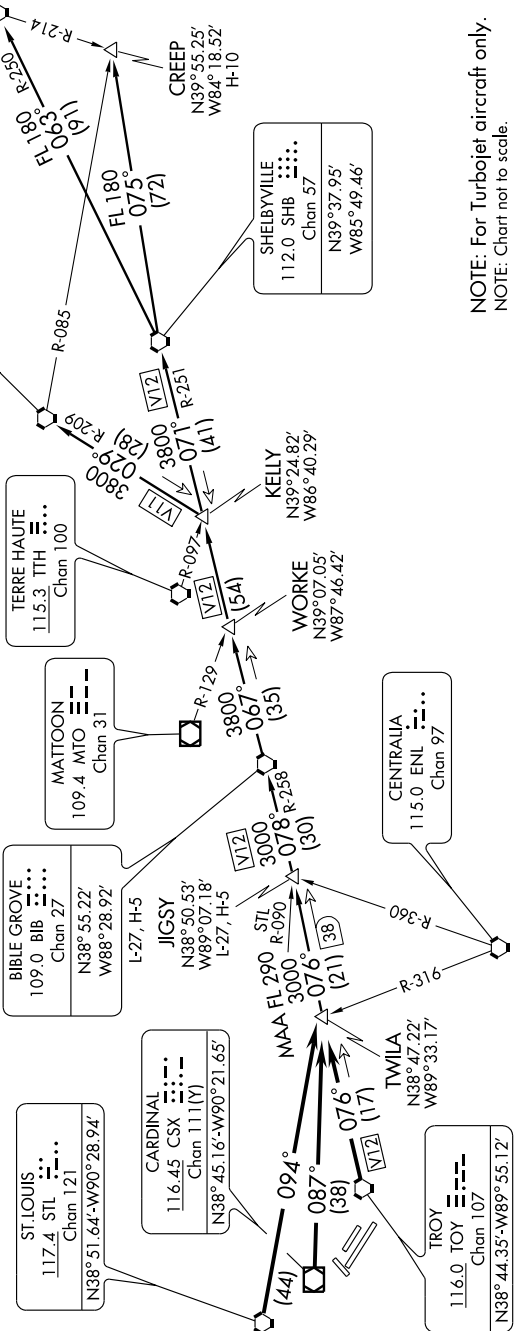 ST.LOUIS
117.4 STL
Chan 121
N38°51.64′-W90°28.94′
CARDINAL
116.45 CSX
Chan 111(Y)
N38°45.16′-W90°21.65′
TROY
116.0 TOY
Chan 107
N38°44.35′-W89°55.12′
094°
(44)
087°
(38)
076°
(17)
V12
TWILA
N38°47.22′
W89°33.17′
MAA FL 290
3000
076°
(21)
38
STL
R-090
JIGSY
N38°50.53′
W89°07.18′
L-27, H-5
R-316
R-360
CENTRALIA
115.0 ENL
Chan 97
BIBLE GROVE
109.0 BIB
Chan 27
N38°55.22′
W88°28.92′
L-27, H-5
V12
3000
078°
(30)
R-258
MATTOON
109.4 MTO
Chan 31
R-129
3800
067°
(35)
WORKE
N39°07.05′
W87°46.42′
TERRE HAUTE
115.3 TTH
Chan 100
R-097
V12
(54)
KELLY
N39°24.82′
W86°40.29′
V11
3800
029°
(28)
R-209
V12
3800
071°
(41)
R-251
SHELBYVILLE
112.0 SHB
Chan 57
N39°37.95′
W85°49.46′
R-085
FL 180
075°
(72)
FL 180
063°
(91)
R-250
R-214
CREEP
N39°55.25′
W84°18.52′
H-10
NOTE: For Turbojet aircraft only.
NOTE: Chart not to scale.